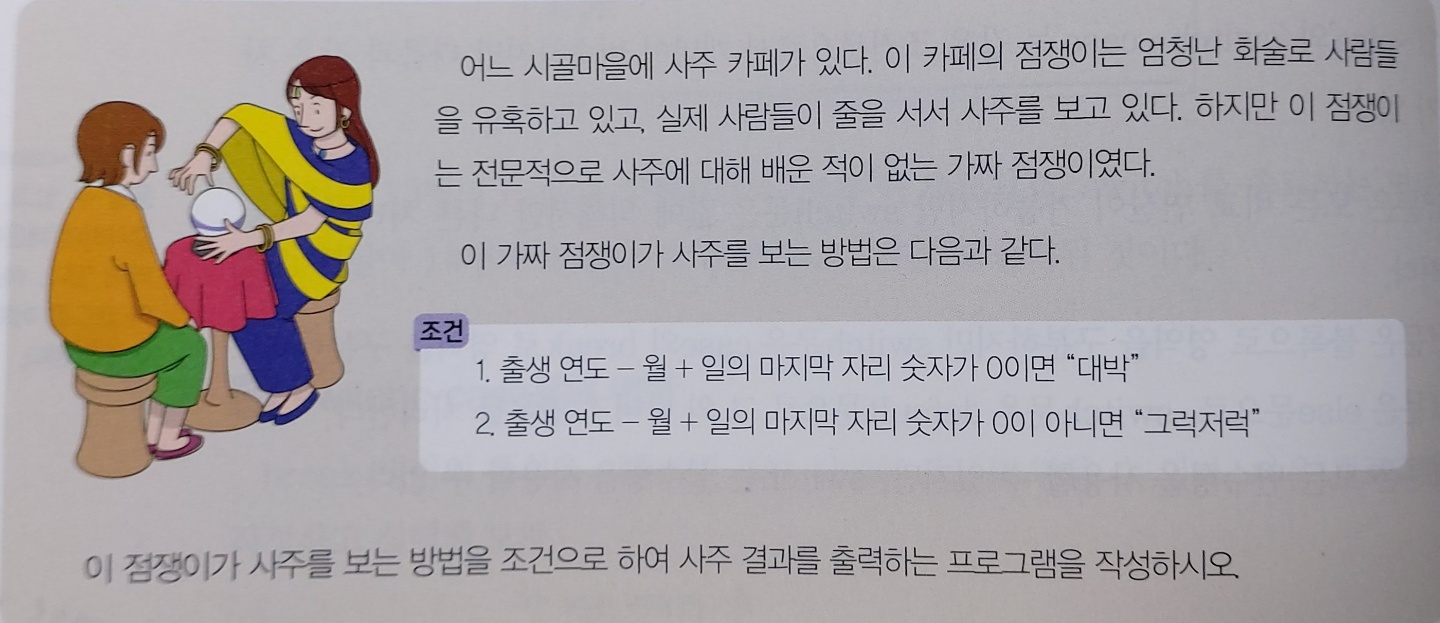 어느 시골마을에 사주 카페가 있다. 이 카페의 점쟁이는 엄청난 화술로 사람들
을 유혹하고 있고, 실제 사람들이 줄을 서서 사주를 보고 있다. 하지만 이 점쟁이
는 전문적으로 사주에 대해 배운 적이 없는 가짜 점쟁이였다.
이 가짜 점쟁이가 사주를 보는 방법은 다음과 같다.
조건
1. 출생 연도 – 월 + 일의 마지막 자리 숫자가 0이면 “대박”
2. 출생 연도 – 월 + 일의 마지막 자리 숫자가 0이 아니면 “그럭저럭”
이 점쟁이가 사주를 보는 방법을 조건으로 하여 사주 결과를 출력하는 프로그램을 작성하시오.